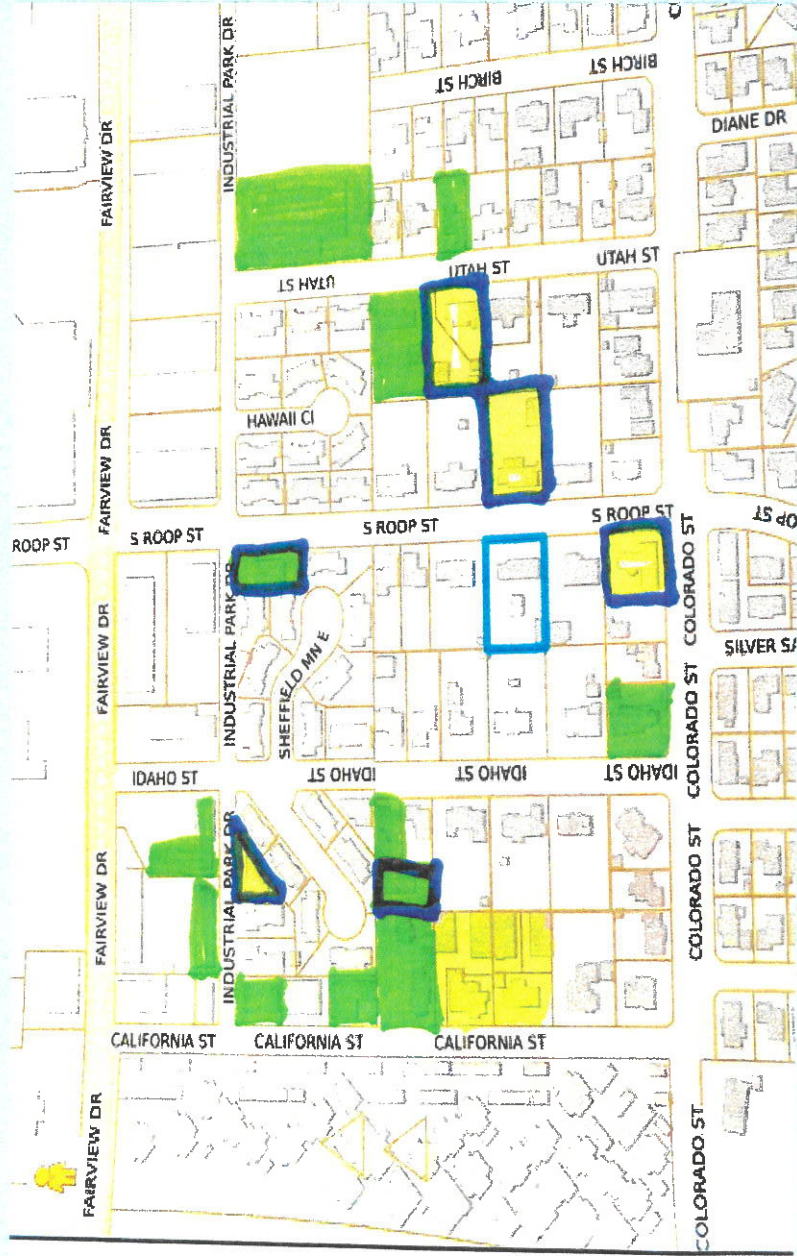 INDUSTRIAL PARK DR
BIRCH ST
BIRCH ST
FAIRVIEW DR
DIANE DR
UTAH ST
UTAH ST
UTAH ST
HAWAII CI
FAIRVIEW DR
ROOP ST
S ROOP ST
S ROOP ST
S ROOP ST
COLORADO ST
INDUSTRIAL PARK DR
FAIRVIEW DR
SHEFFIELD MN E
SILVER SA
COLORADO ST
IDAHO ST
IDAHO ST
IDAHO ST
IDAHO ST
INDUSTRIAL PARK DR
FAIRVIEW DR
COLORADO ST
CALIFORNIA ST
CALIFORNIA ST
CALIFORNIA ST
FAIRVIEW DR
COLORADO ST